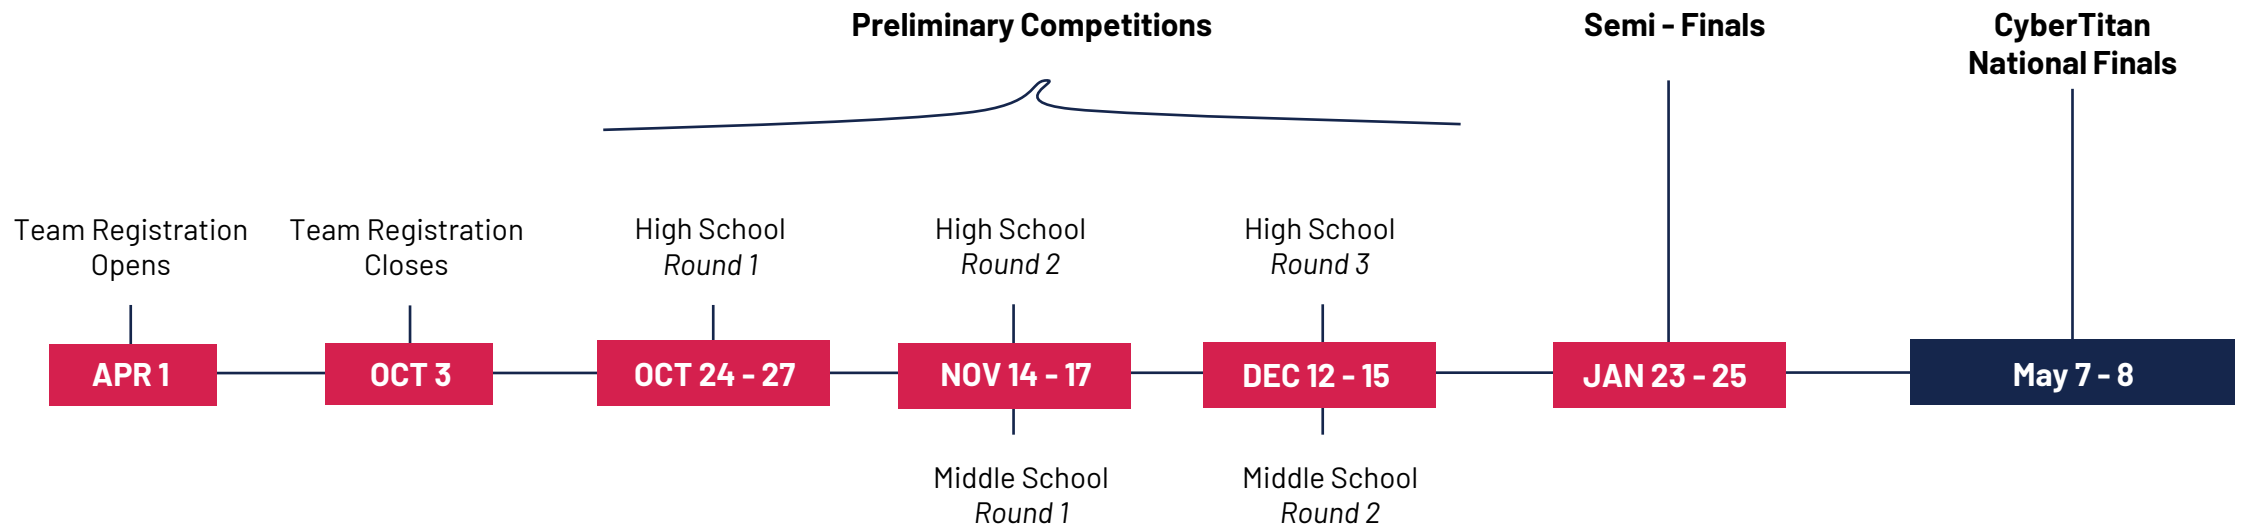 Preliminary Competitions
Semi - Finals
CyberTitan
National Finals
Team Registration
Opens
Team Registration
Closes
High School
Round 1
High School
Round 2
High School
Round 3
APR 1
OCT 3
OCT 24 - 27
NOV 14 - 17
DEC 12 - 15
JAN 23 - 25
May 7 - 8
Middle School
Round 1
Middle School
Round 2